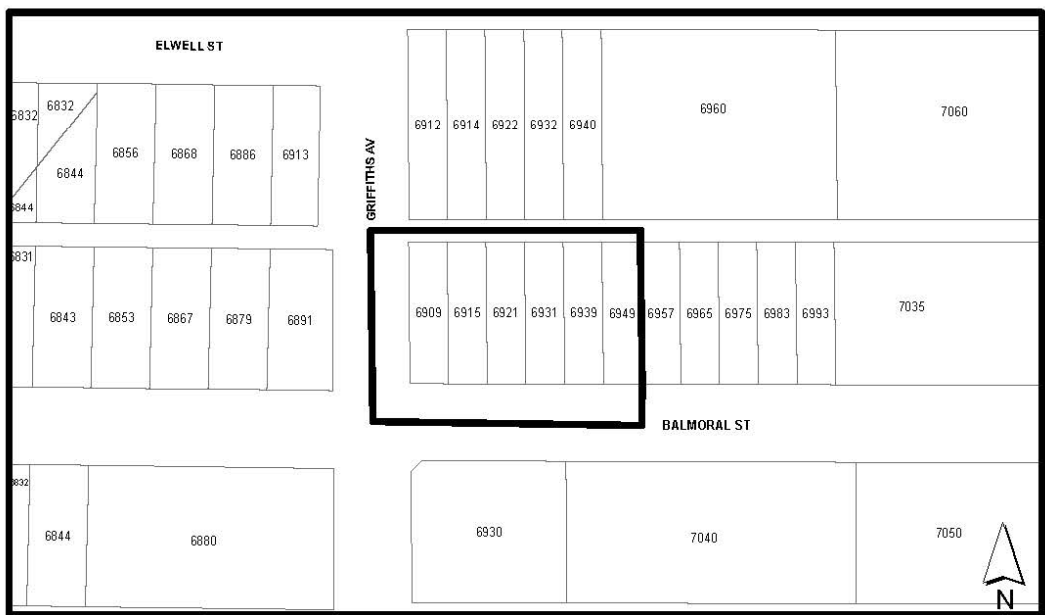 ELWELL ST
GRIFFITHS AV
6832 6832 6856 6868 6886 6913
6844 6844
6912 6914 6922 6932 6940 6960 7060
6831 6843 6853 6867 6879 6891
6909 6915 6921 6931 6939 6949 6957 6965 6975 6983 6993 7035
BALMORAL ST
6832 6844 6880 6930 7040 7050
N